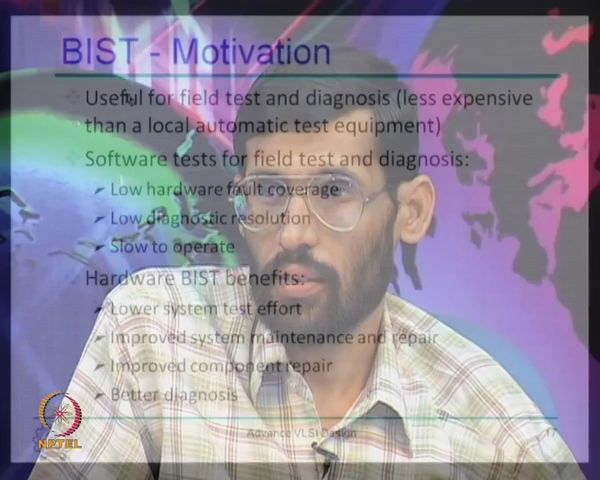 BIST - Motivation
Useful for field test and diagnosis (less expensive
than a local automatic test equipment)
Software tests for field test and diagnosis:
Low hardware fault coverage
Low diagnostic resolution
Slow to operate
Hardware BIST benefits:
Lower system test effort
Improved system maintenance and repair
Improved component repair
Better diagnosis
Advance VLSI Design
17
NPTEL